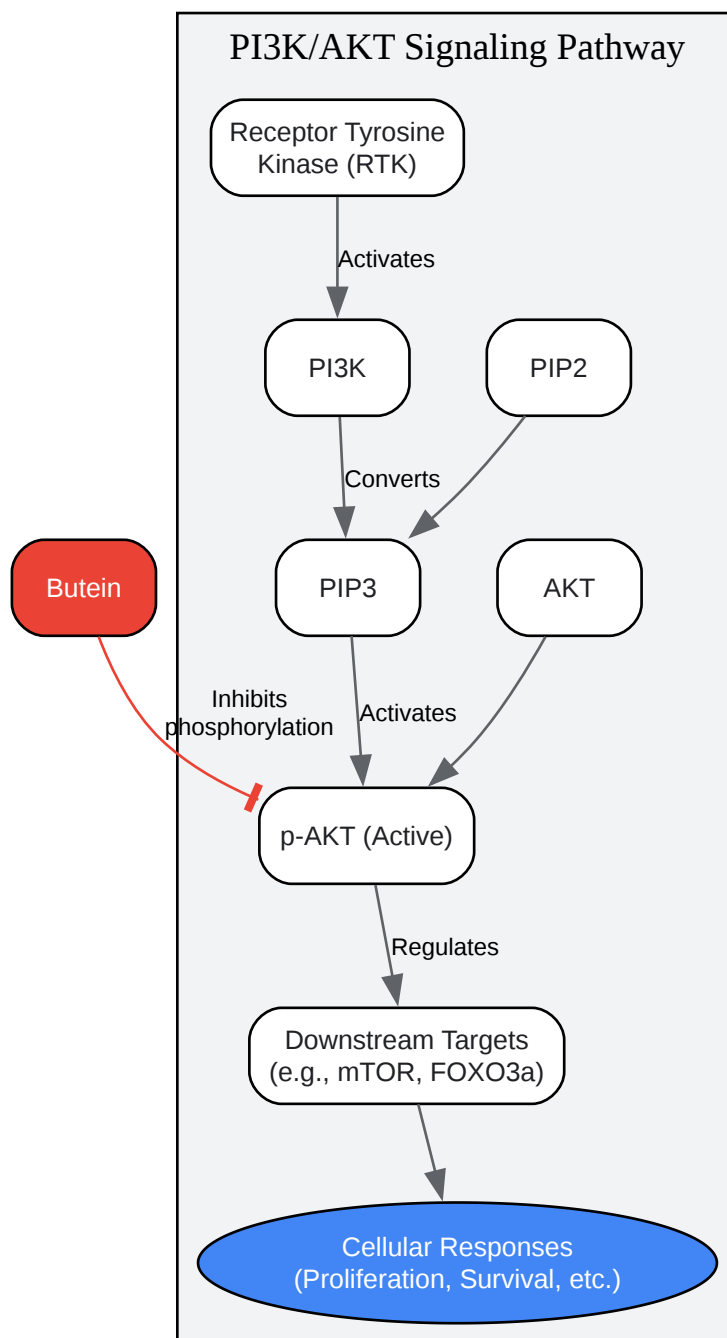 PI3K/AKT Signaling Pathway
Receptor Tyrosine
Kinase (RTK)
Activates
PI3K
PIP2
Converts
Butein
PIP3
AKT
Inhibits
phosphorylation
Activates
p-AKT (Active)
Regulates
Downstream Targets
(e.g., mTOR, FOXO3a)
Cellular Responses
(Proliferation, Survival, etc.)